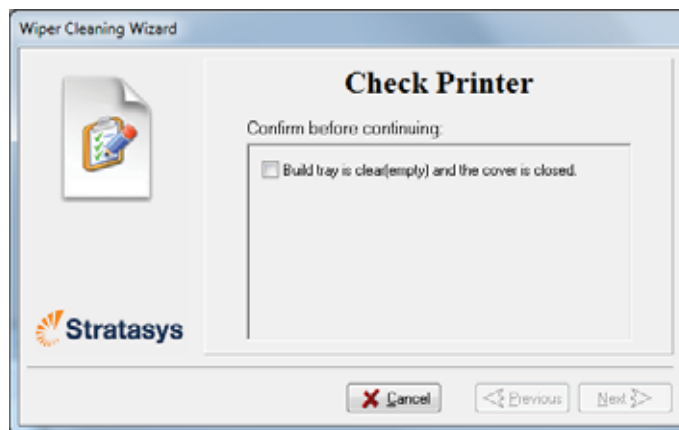 Wiper Cleaning Wizard
Check Printer
Confirm before continuing:
Build tray is clear(empty) and the cover is closed.
Stratasys
Cancel
Previous
Next